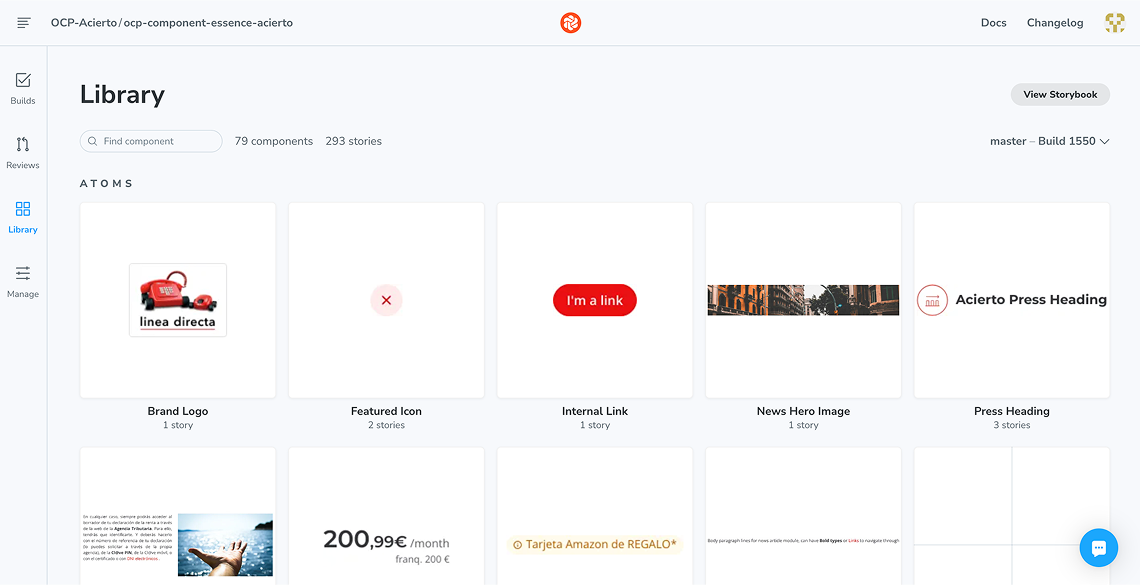 OCP-Acierto/ocp-component-essence-acierto
Docs
Changelog
Builds
Reviews
Library
Manage
Library
View Storybook
Find component
79 components
293 stories
master – Build 1550
ATOMS
linea directa
I'm a link
Acierto Press Heading
Brand Logo
1 story
Featured Icon
2 stories
Internal Link
1 story
News Hero Image
1 story
Press Heading
3 stories
En cualquier caso, siempre podrás acceder al
borrador de tu declaración de la renta a través
de la web de la Agencia Tributaria. Para ello,
tendrás que identificarte. Y deberás hacerlo
con el número de referencia de tu declaración
(lo puedes solicitar a través de la propia
agencia), de la Cl@ve PIN, de la Cl@ve móvil, o
con el certificado o con DNI electrónicos.
200,99€ /month
franq. 200 €
Tarjeta Amazon de REGALO*
Body paragraph lines for news article module, can have Bold types or Links to navigate through